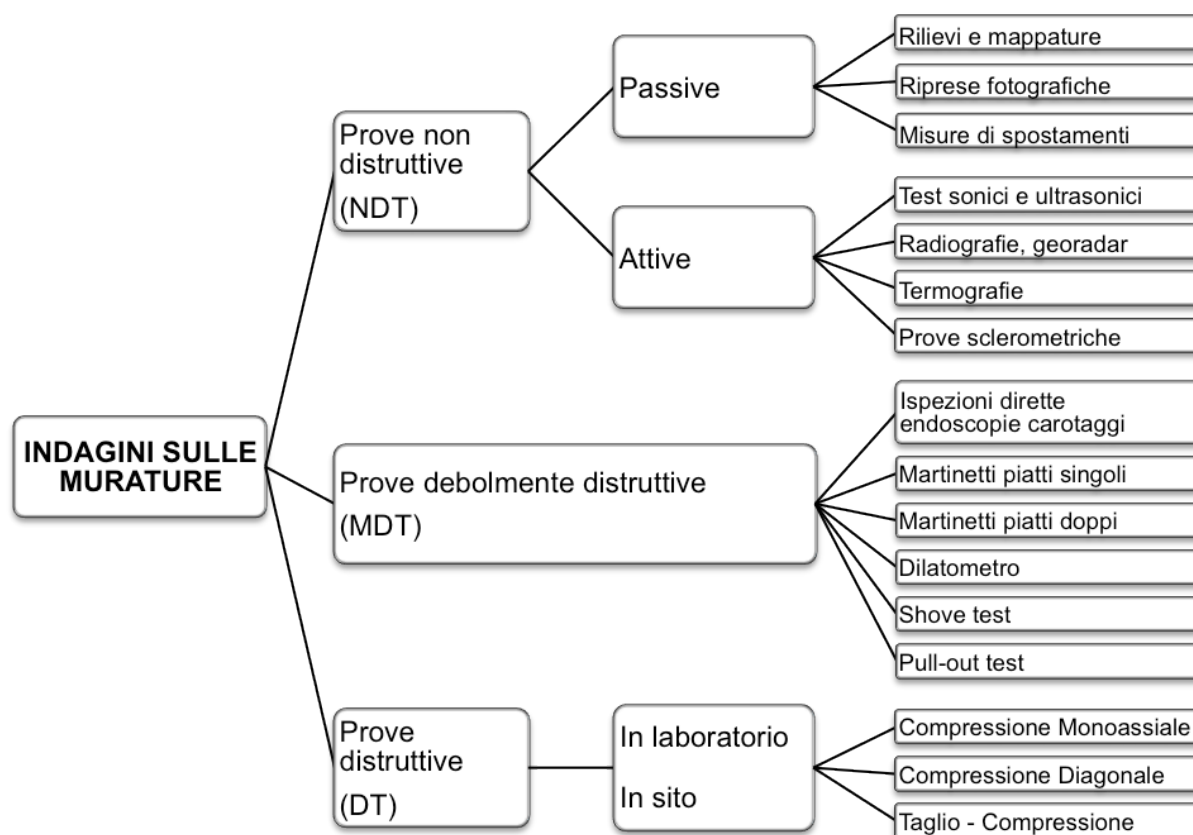 INDAGINI SULLE
MURATURE
Prove non
distruttive
(NDT)
Passive
Rilievi e mappature
Riprese fotografiche
Misure di spostamenti
Attive
Test sonici e ultrasonici
Radiografie, georadar
Termografie
Prove sclerometriche
Prove debolmente distruttive
(MDT)
Ispezioni dirette
endoscopie carotaggi
Martinetti piatti singoli
Martinetti piatti doppi
Dilatometro
Shove test
Pull-out test
Prove
distruttive
(DT)
In laboratorio
In sito
Compressione Monoassiale
Compressione Diagonale
Taglio - Compressione